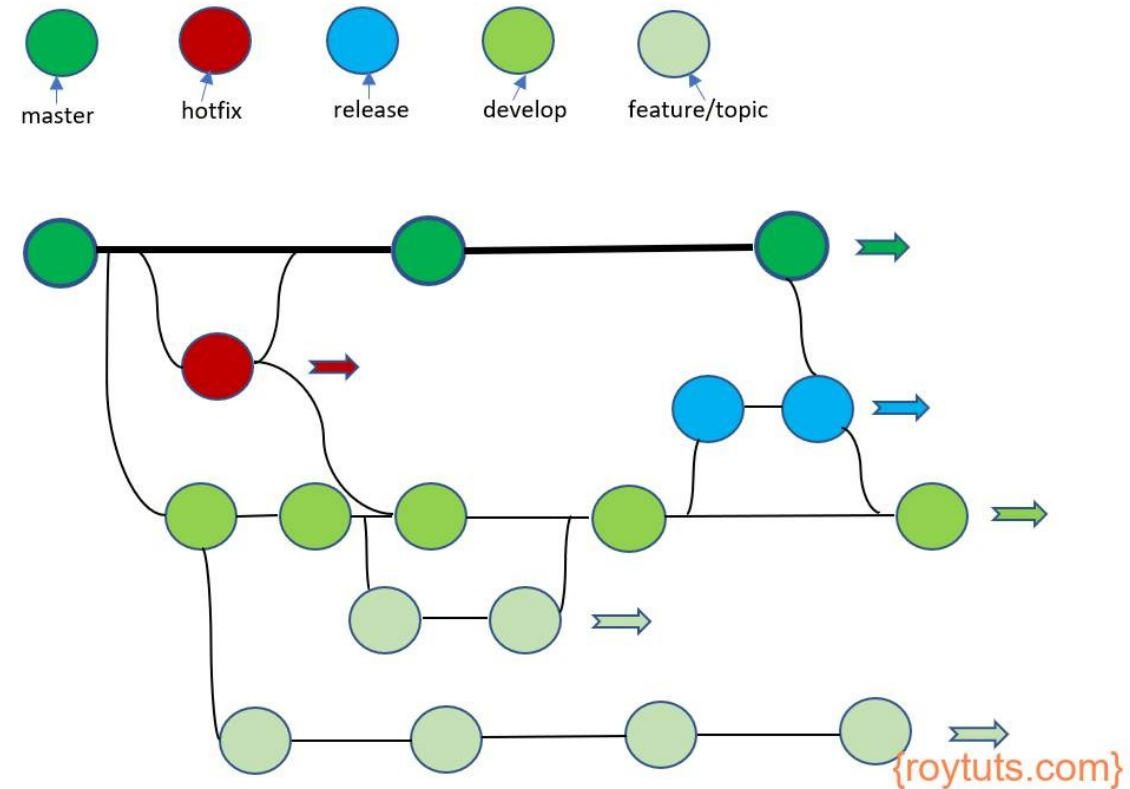 master
hotfix
release
develop
feature/topic
{roytuts.com}